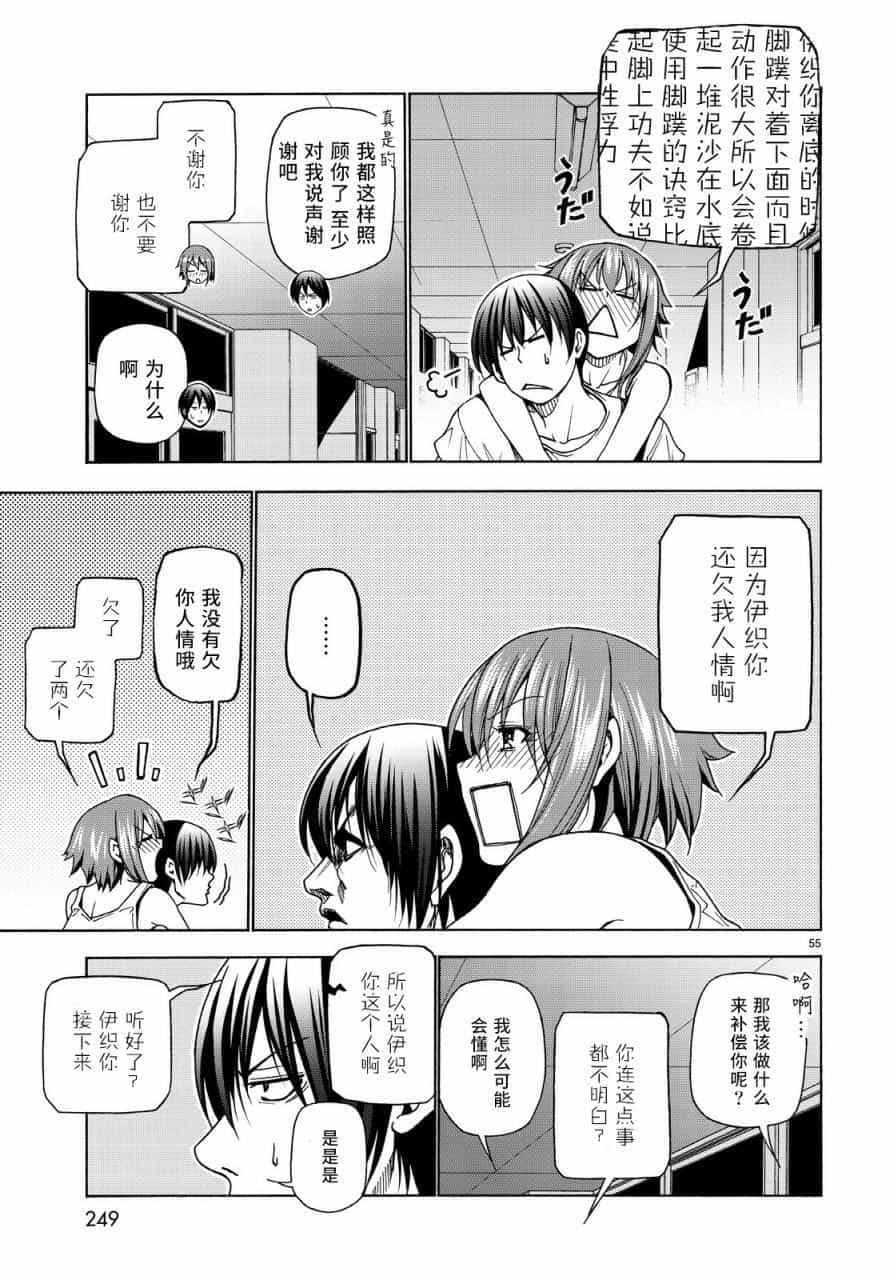 伊织你离底的时候
脚蹼对着下面而且
动作很大所以会卷
起一堆泥沙在水底
使用脚蹼的诀窍比
起脚上功夫不如说
是中性浮力
うだ
うだ
真是的
我都这样照
顾你了 至少
对我说声谢
谢吧
不谢你
也不要
谢你
为什么
啊
因为伊织你
还欠我人情啊
……
我没有欠
你人情哦
欠了
还欠
了两个
55
哈啊…
那我该做什么
来补偿你呢？
你连这点事
都不明白？
我怎么可能
会懂啊
所以说伊织
你这个人啊
是是是
听好了？
伊织你
接下来
249